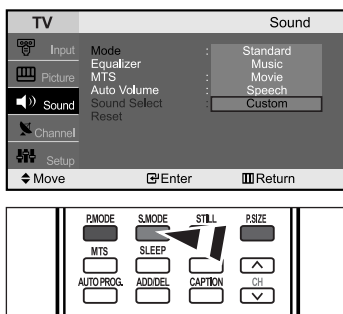 TV Sound
Input
Picture
Sound
Channel
Setup
Mode : Standard
Equalizer Music
MTS : Movie
Auto Volume : Speech
Sound Select : Custom
Reset
Move Enter Return
P.MODE S.MODE STILL P.SIZE
MTS SLEEP
AUTO PROG. ADD/DEL CAPTION CH